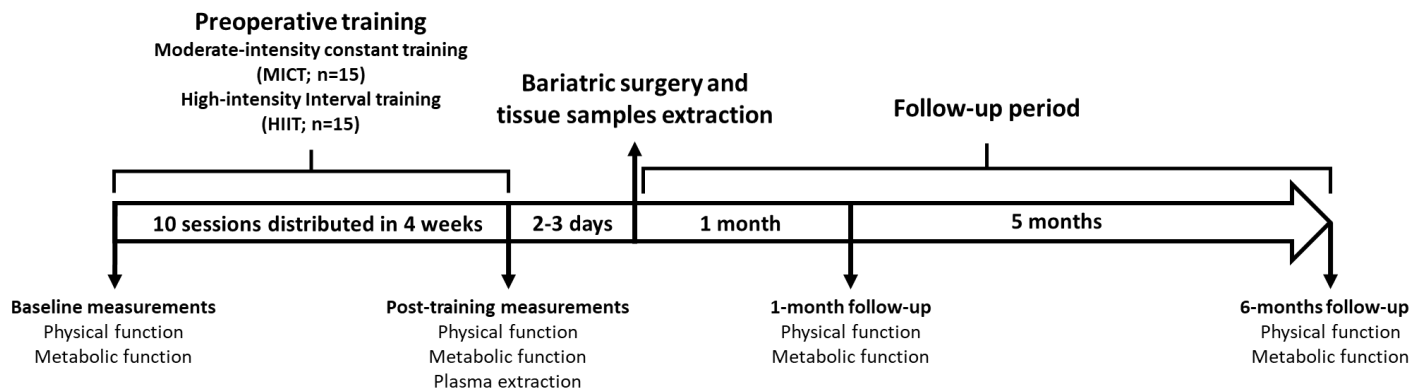 Preoperative training
Moderate-intensity constant training
(MICT; n=15)
High-intensity Interval training
(HIIT; n=15)
Bariatric surgery and
tissue samples extraction
Follow-up period
10 sessions distributed in 4 weeks
2-3 days
1 month
5 months
Baseline measurements
Physical function
Metabolic function
Post-training measurements
Physical function
Metabolic function
Plasma extraction
1-month follow-up
Physical function
Metabolic function
6-months follow-up
Physical function
Metabolic function